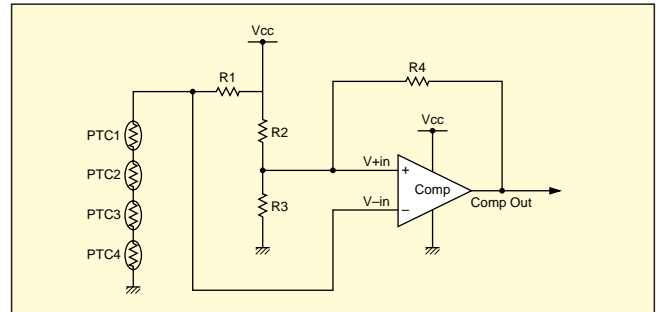 Vcc
R1
R4
PTC1
R2
Vcc
PTC2
V+in
+
Comp
Comp Out
PTC3
R3
V–in
–
PTC4